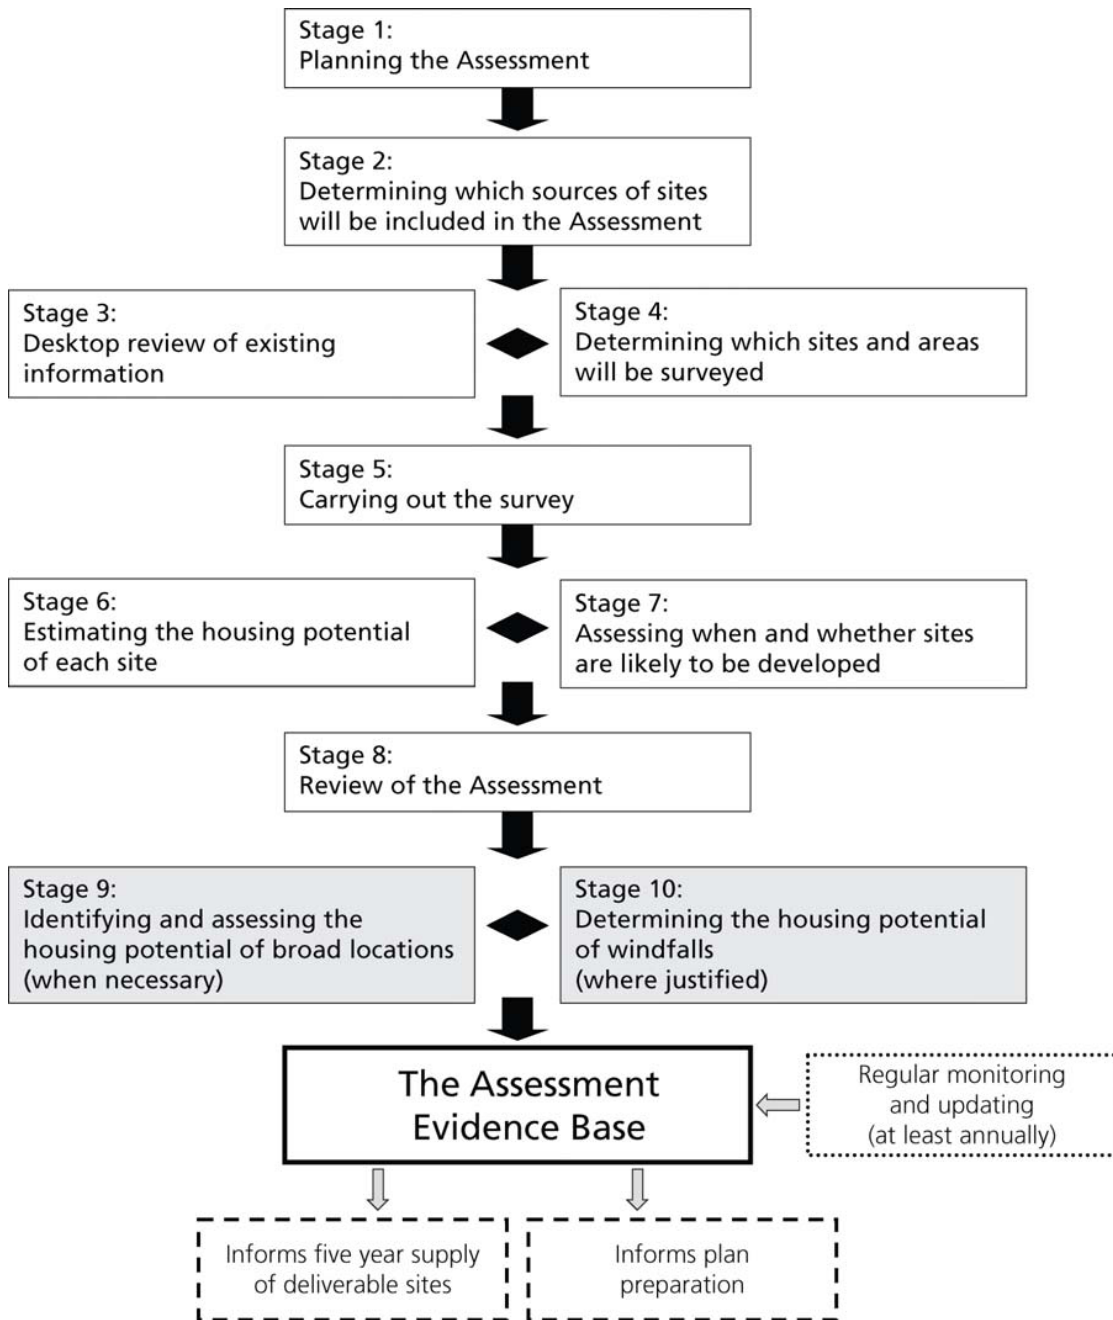 Stage 1:
Planning the Assessment
Stage 2:
Determining which sources of sites
will be included in the Assessment
Stage 3:
Desktop review of existing
information
Stage 4:
Determining which sites and areas
will be surveyed
Stage 5:
Carrying out the survey
Stage 6:
Estimating the housing potential
of each site
Stage 7:
Assessing when and whether sites
are likely to be developed
Stage 8:
Review of the Assessment
Stage 9:
Identifying and assessing the
housing potential of broad locations
(when necessary)
Stage 10:
Determining the housing potential
of windfalls
(where justified)
The Assessment
Evidence Base
Regular monitoring
and updating
(at least annually)
Informs five year supply
of deliverable sites
Informs plan
preparation